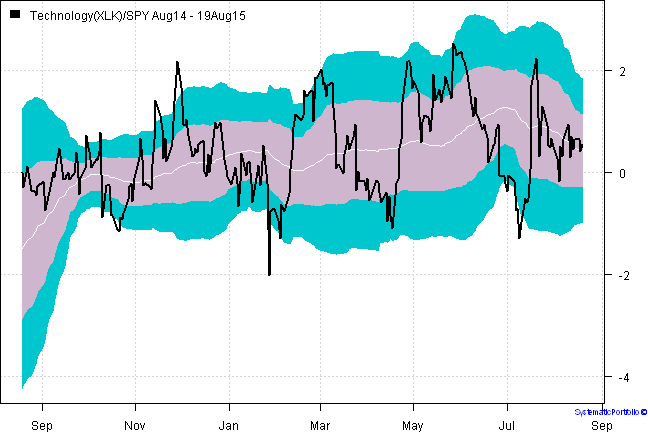 Technology(XLK)/SPY Aug14 - 19Aug15
2
0
-2
-4
Sep Nov Jan Mar May Jul Sep
SystematicPortfolio ©